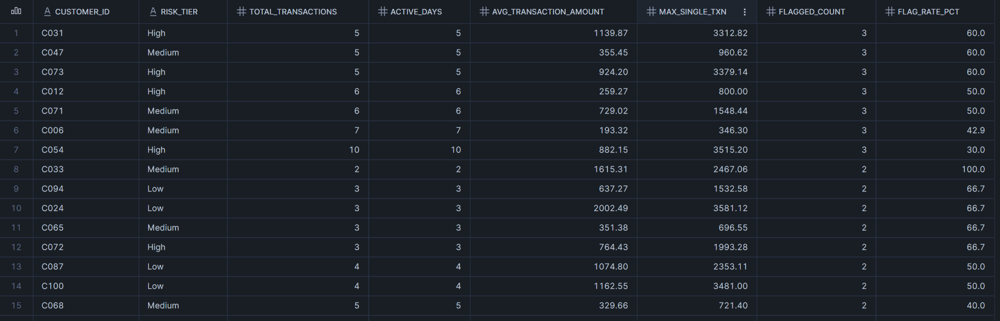 CUSTOMER_ID RISK_TIER TOTAL_TRANSACTIONS ACTIVE_DAYS AVG_TRANSACTION_AMOUNT MAX_SINGLE_TXN FLAGGED_COUNT FLAG_RATE_PCT
1 C031 High 5 5 1139.87 3312.82 3 60.0
2 C047 Medium 5 5 355.45 960.62 3 60.0
3 C073 High 5 5 924.20 3379.14 3 60.0
4 C012 High 6 6 259.27 800.00 3 50.0
5 C071 Medium 6 6 729.02 1548.44 3 50.0
6 C006 Medium 7 7 193.32 346.30 3 42.9
7 C054 High 10 10 882.15 3515.20 3 30.0
8 C033 Medium 2 2 1615.31 2467.06 2 100.0
9 C094 Low 3 3 637.27 1532.58 2 66.7
10 C024 Low 3 3 2002.49 3581.12 2 66.7
11 C065 Medium 3 3 351.38 696.55 2 66.7
12 C072 High 3 3 764.43 1993.28 2 66.7
13 C087 Low 4 4 1074.80 2353.11 2 50.0
14 C100 Low 4 4 1162.55 3481.00 2 50.0
15 C068 Medium 5 5 329.66 721.40 2 40.0